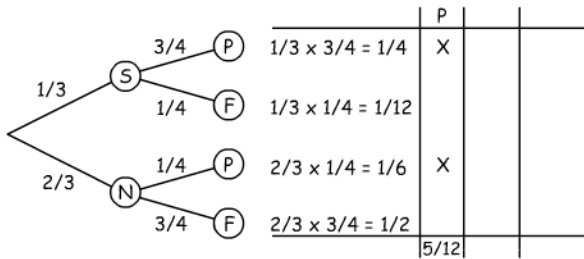 P
3/4 P 1/3 x 3/4 = 1/4 X
1/3 S
1/4 F 1/3 x 1/4 = 1/12
1/4 P 2/3 x 1/4 = 1/6 X
2/3 N
3/4 F 2/3 x 3/4 = 1/2
5/12